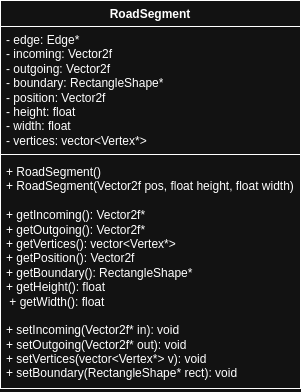 RoadSegment
- edge: Edge*
- incoming: Vector2f
- outgoing: Vector2f
- boundary: RectangleShape*
- position: Vector2f
- height: float
- width: float
- vertices: vector<Vertex*>
+ RoadSegment()
+ RoadSegment(Vector2f pos, float height, float width)
+ getIncoming(): Vector2f*
+ getOutgoing(): Vector2f*
+ getVertices(): vector<Vertex*>
+ getPosition(): Vector2f
+ getBoundary(): RectangleShape*
+ getHeight(): float
+ getWidth(): float
+ setIncoming(Vector2f* in): void
+ setOutgoing(Vector2f* out): void
+ setVertices(vector<Vertex*> v): void
+ setBoundary(RectangleShape* rect): void